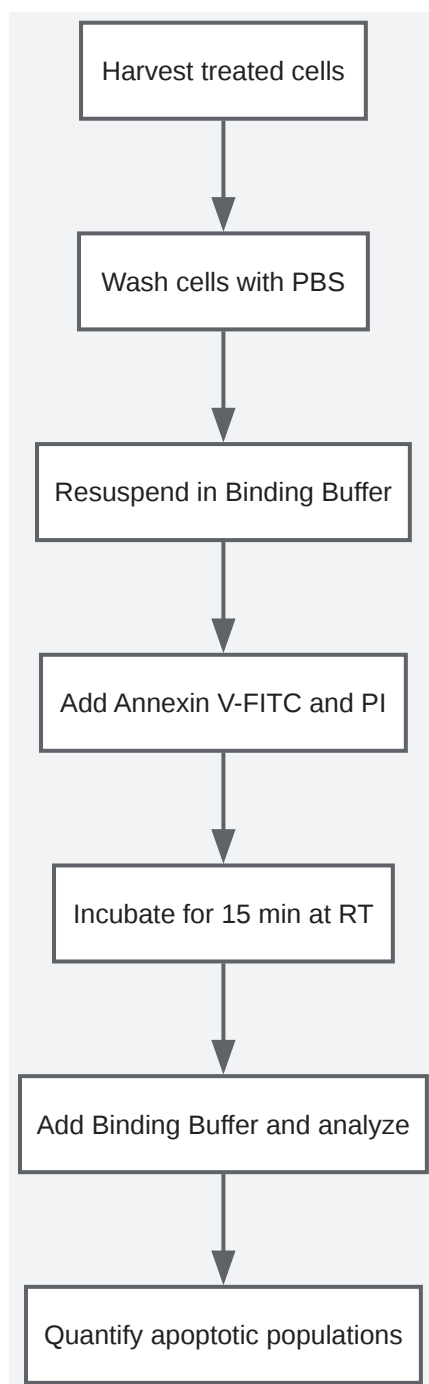 Harvest treated cells
Wash cells with PBS
Resuspend in Binding Buffer
Add Annexin V-FITC and PI
Incubate for 15 min at RT
Add Binding Buffer and analyze
Quantify apoptotic populations